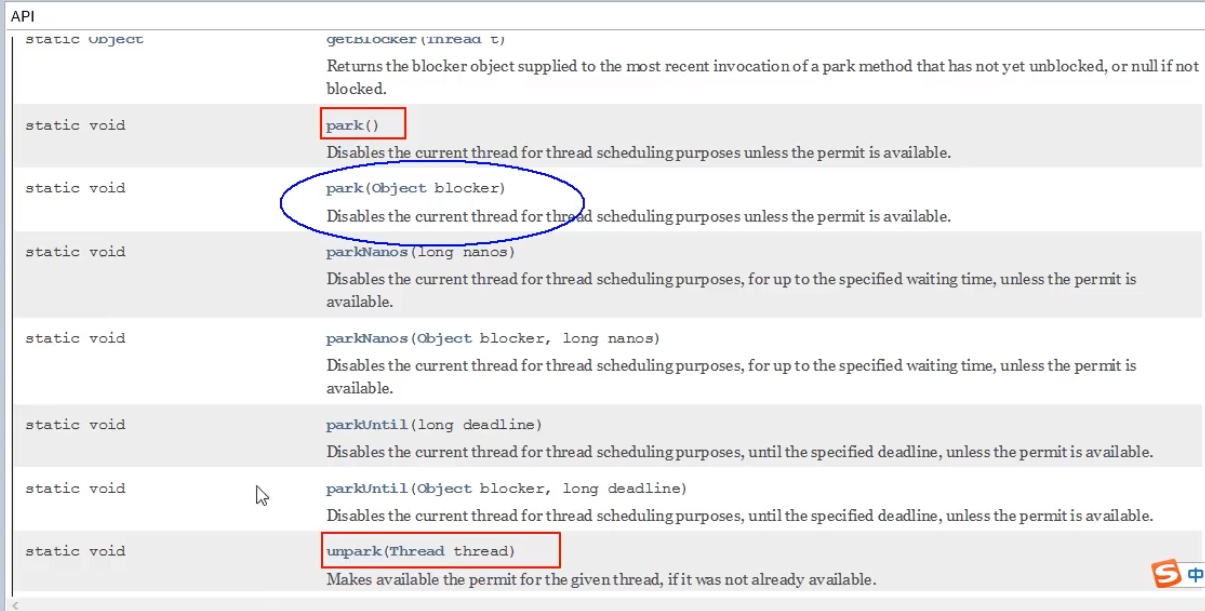 API
static Object getBlocker(Thread t)
Returns the blocker object supplied to the most recent invocation of a park method that has not yet unblocked, or null if not
blocked.
static void park()
Disables the current thread for thread scheduling purposes unless the permit is available.
static void park(Object blocker)
Disables the current thread for thread scheduling purposes unless the permit is available.
static void parkNanos(long nanos)
Disables the current thread for thread scheduling purposes, for up to the specified waiting time, unless the permit is
available.
static void parkNanos(Object blocker, long nanos)
Disables the current thread for thread scheduling purposes, for up to the specified waiting time, unless the permit is
available.
static void parkUntil(long deadline)
Disables the current thread for thread scheduling purposes, until the specified deadline, unless the permit is available.
static void parkUntil(Object blocker, long deadline)
Disables the current thread for thread scheduling purposes, until the specified deadline, unless the permit is available.
static void unpark(Thread thread)
Makes available the permit for the given thread, if it was not already available.
S 中